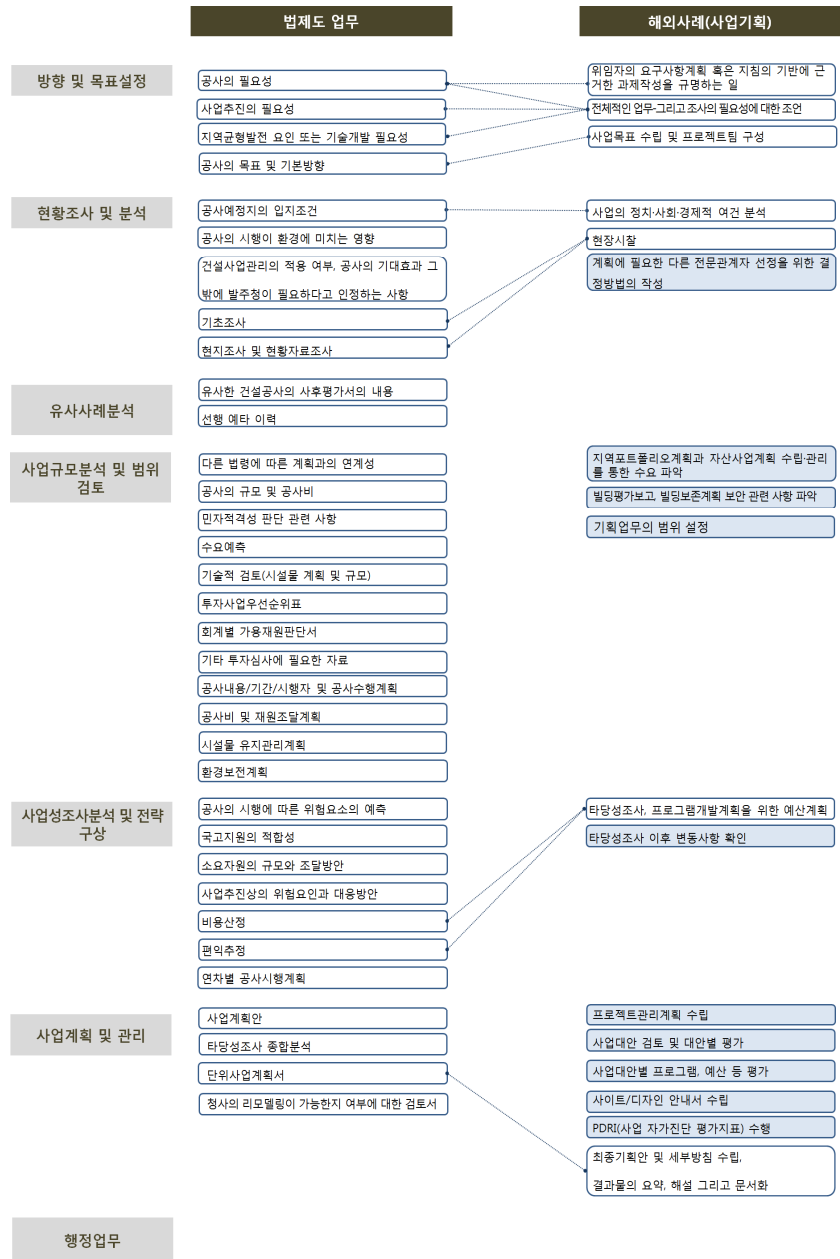 법제도 업무
해외사례(사업기획)
방향 및 목표설정
공사의 필요성
사업추진의 필요성
지역균형발전 요인 또는 기술개발 필요성
공사의 목표 및 기본방향
위임자의 요구사항계획 혹은 지침의 기반에 근
거한 과제작성을 규명하는 일
전체적인 업무-그리고 조사의 필요성에 대한 조언
사업목표 수립 및 프로젝트팀 구성
현황조사 및 분석
공사예정지의 입지조건
공사의 시행이 환경에 미치는 영향
건설사업관리의 적용 여부, 공사의 기대효과 그
밖에 발주청이 필요하다고 인정하는 사항
기초조사
현지조사 및 현황자료조사
사업의 정치·사회·경제적 여건 분석
현장시찰
계획에 필요한 다른 전문관계자 선정을 위한 결
정방법의 작성
유사사례분석
유사한 건설공사의 사후평가서의 내용
선행 예타 이력
사업규모분석 및 범위
검토
다른 법령에 따른 계획과의 연계성
공사의 규모 및 공사비
민자적격성 판단 관련 사항
수요예측
기술적 검토(시설물 계획 및 규모)
투자사업우선순위표
회계별 가용재원판단서
기타 투자심사에 필요한 자료
공사내용/기간/시행자 및 공사수행계획
공사비 및 재원조달계획
시설물 유지관리계획
환경보전계획
지역포트폴리오계획과 자산사업계획 수립·관리
를 통한 수요 파악
빌딩평가보고, 빌딩보존계획 보안 관련 사항 파악
기획업무의 범위 설정
사업성조사분석 및 전략
구상
공사의 시행에 따른 위험요소의 예측
국고지원의 적합성
소요자원의 규모와 조달방안
사업추진상의 위험요인과 대응방안
비용산정
편익추정
연차별 공사시행계획
타당성조사, 프로그램개발계획을 위한 예산계획
타당성조사 이후 변동사항 확인
사업계획 및 관리
사업계획안
타당성조사 종합분석
단위사업계획서
청사의 리모델링이 가능한지 여부에 대한 검토서
프로젝트관리계획 수립
사업대안 검토 및 대안별 평가
사업대안별 프로그램, 예산 등 평가
사이트/디자인 안내서 수립
PDRI(사업 자가진단 평가지표) 수행
최종기획안 및 세부방침 수립,
결과물의 요약, 해설 그리고 문서화
행정업무